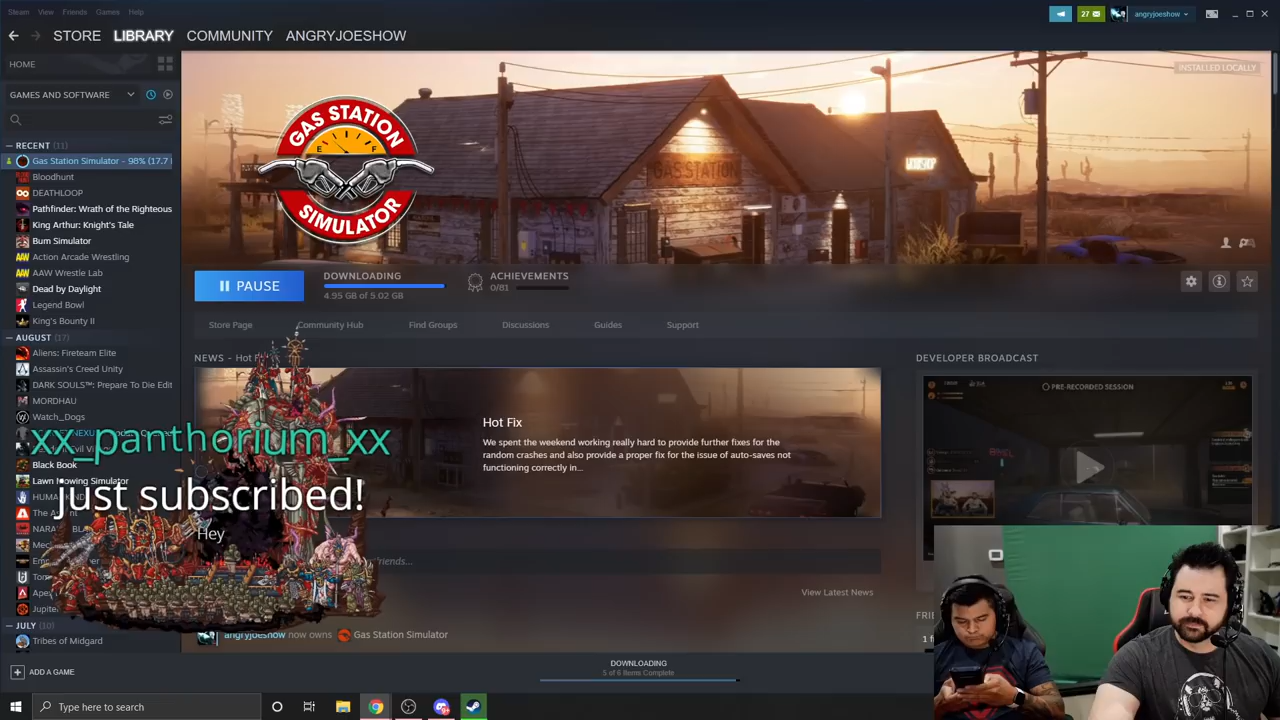 Steam View Friends Games Help
27 angryjoeshow
STORE LIBRARY COMMUNITY ANGRYJOESHOW
HOME
GAMES AND SOFTWARE
RECENT (11)
Gas Station Simulator - 98% (17.7
Bloodhunt
DEATHLOOP
Pathfinder: Wrath of the Righteous
King Arthur: Knight's Tale
Bum Simulator
Action Arcade Wrestling
AAW Wrestle Lab
Dead by Daylight
Legend Bowl
King's Bounty II
AUGUST (17)
Aliens: Fireteam Elite
Assassin's Creed Unity
DARK SOULS™: Prepare To Die Edit
MORDHAU
Watch_Dogs
Black Book
Lawn Mowing Simulator
JULY (10)
Tribes of Midgard
ADD A GAME
INSTALLED LOCALLY
GAS STATION
E F
SIMULATOR
GAS STATION
WORKSHOP
PAUSE
DOWNLOADING
4.95 GB of 5.02 GB
ACHIEVEMENTS
0/81
Store Page Community Hub Find Groups Discussions Guides Support
NEWS - Hot
Hot Fix
We spent the weekend working really hard to provide further fixes for the
random crashes and also provide a proper fix for the issue of auto-saves not
functioning correctly in...
DEVELOPER BROADCAST
PRE-RECORDED SESSION
xx_panthorium_xx
just subscribed!
Hey
friends...
View Latest News
angryjoeshow now owns Gas Station Simulator
DOWNLOADING
5 of 6 Items Complete
Type here to search